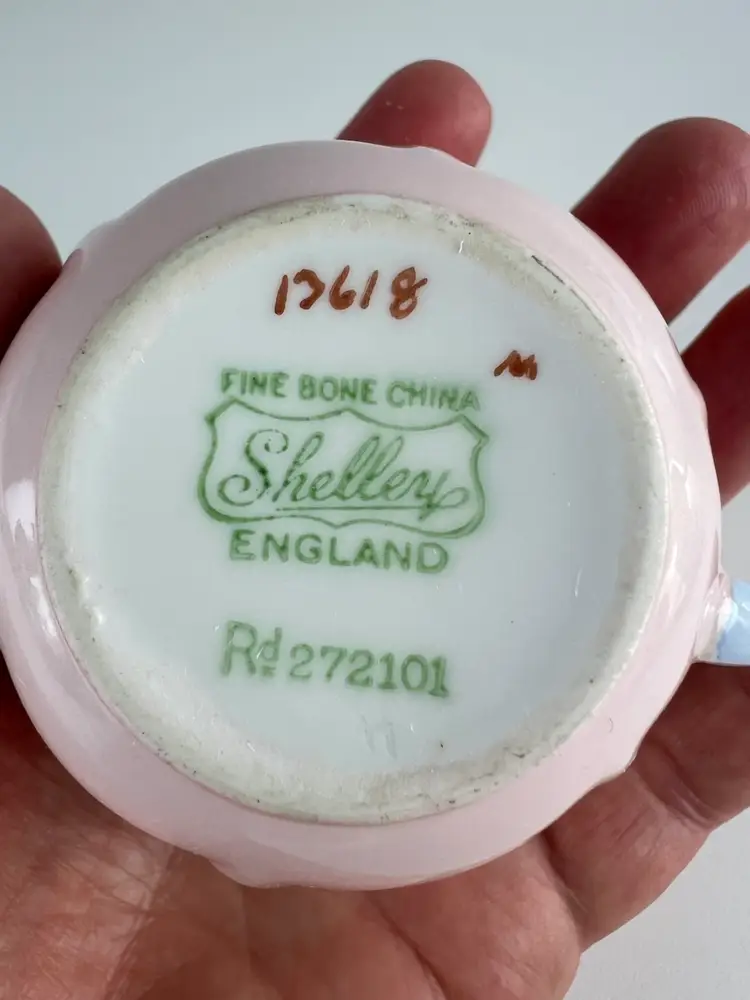 13618
M
FINE BONE CHINA
Shelley
ENGLAND
Rd 272101